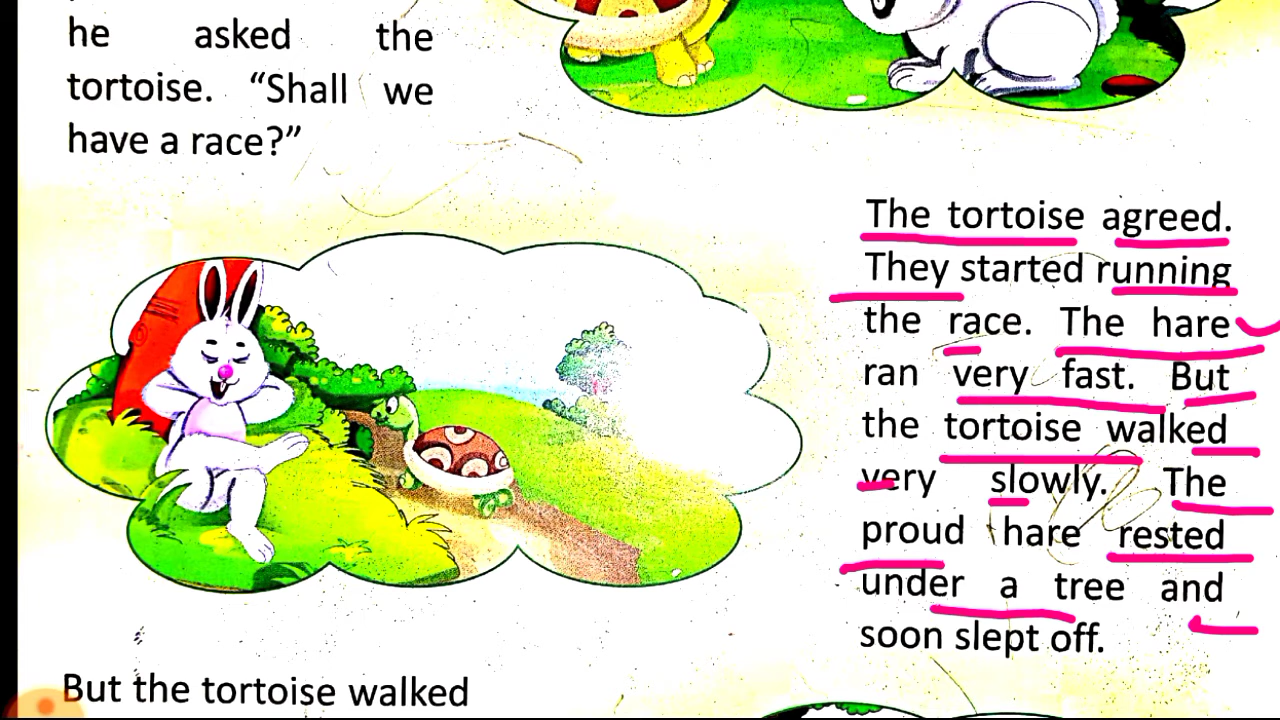 he asked the
tortoise. “Shall we
have a race?”
The tortoise agreed.
They started running
the race. The hare
ran very fast. But
the tortoise walked
very slowly. The
proud hare rested
under a tree and
soon slept off.
But the tortoise walked